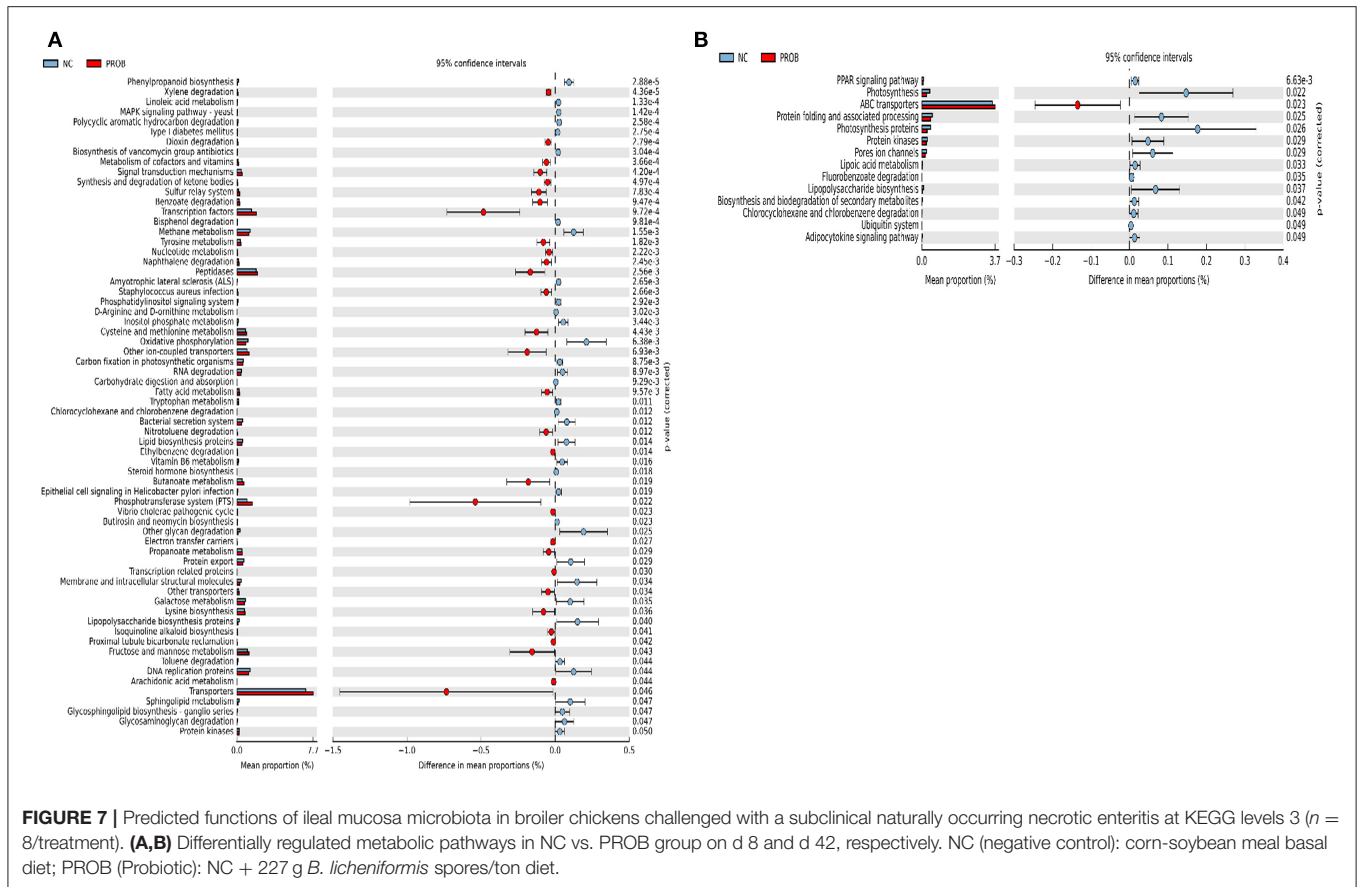 A
NC PROB
95% confidence intervals
Phenylpropanoid biosynthesis 2.88e-5
Xylene degradation 4.36e-5
Linoleic acid metabolism 1.33e-4
MAPK signaling pathway - yeast 1.42e-4
Polycyclic aromatic hydrocarbon degradation 2.58e-4
Type I diabetes mellitus 2.75e-4
Dioxin degradation 2.79e-4
Biosynthesis of vancomycin group antibiotics 3.04e-4
Metabolism of cofactors and vitamins 3.66e-4
Signal transduction mechanisms 4.20e-4
Synthesis and degradation of ketone bodies 4.97e-4
Sulfur relay system 7.83e-4
Benzoate degradation 9.47e-4
Transcription factors 9.72e-4
Bisphenol degradation 9.81e-4
Methane metabolism 1.55e-3
Tyrosine metabolism 1.82e-3
Nucleotide metabolism 2.22e-3
Naphthalene degradation 2.45e-3
Peptidases 2.56e-3
Amyotrophic lateral sclerosis (ALS) 2.65e-3
Staphylococcus aureus infection 2.66e-3
Phosphatidylinositol signaling system 2.92e-3
D-Arginine and D-ornithine metabolism 3.02e-3
Inositol phosphate metabolism 3.44e-3
Cysteine and methionine metabolism 4.43e-3
Oxidative phosphorylation 6.38e-3
Other ion-coupled transporters 6.93e-3
Carbon fixation in photosynthetic organisms 8.75e-3
RNA degradation 8.97e-3
Carbohydrate digestion and absorption 9.29e-3
Fatty acid metabolism 9.57e-3
Tryptophan metabolism 0.011
Chlorocyclohexane and chlorobenzene degradation 0.012
Bacterial secretion system 0.012
Nitrotoluene degradation 0.012
Lipid biosynthesis proteins 0.014
Ethylbenzene degradation 0.014
Vitamin B6 metabolism 0.016
Steroid hormone biosynthesis 0.018
Butanoate metabolism 0.019
Epithelial cell signaling in Helicobacter pylori infection 0.019
Phosphotransferase system (PTS) 0.022
Vibrio cholerae pathogenic cycle 0.023
Butirosin and neomycin biosynthesis 0.023
Other glycan degradation 0.025
Electron transfer carriers 0.027
Propanoate metabolism 0.029
Protein export 0.029
Transcription related proteins 0.030
Membrane and intracellular structural molecules 0.034
Other transporters 0.034
Galactose metabolism 0.035
Lysine biosynthesis 0.036
Lipopolysaccharide biosynthesis proteins 0.040
Isoquinoline alkaloid biosynthesis 0.041
Proximal tubule bicarbonate reclamation 0.042
Fructose and mannose metabolism 0.043
Toluene degradation 0.044
DNA replication proteins 0.044
Arachidonic acid metabolism 0.044
Transporters 0.046
Sphingolipid metabolism 0.047
Glycosphingolipid biosynthesis - ganglio series 0.047
Glycosaminoglycan degradation 0.047
Protein kinases 0.050
p-value (corrected)
0.0 7.7 −1.5 −1.0 −0.5 0.0 0.5
Mean proportion (%) Difference in mean proportions (%)
B
NC PROB
95% confidence intervals
PPAR signaling pathway 6.63e-3
Photosynthesis 0.022
ABC transporters 0.023
Protein folding and associated processing 0.025
Photosynthesis proteins 0.026
Protein kinases 0.029
Pores ion channels 0.029
Lipoic acid metabolism 0.033
Fluorobenzoate degradation 0.035
Lipopolysaccharide biosynthesis 0.037
Biosynthesis and biodegradation of secondary metabolites 0.042
Chlorocyclohexane and chlorobenzene degradation 0.049
Ubiquitin system 0.049
Adipocytokine signaling pathway 0.049
p-value (corrected)
0.0 3.7 −0.3 −0.2 −0.1 0.0 0.1 0.2 0.3 0.4
Mean proportion (%) Difference in mean proportions (%)
FIGURE 7 | Predicted functions of ileal mucosa microbiota in broiler chickens challenged with a subclinical naturally occurring necrotic enteritis at KEGG levels 3 (n =
8/treatment). (A,B) Differentially regulated metabolic pathways in NC vs. PROB group on d 8 and d 42, respectively. NC (negative control): corn-soybean meal basal
diet; PROB (Probiotic): NC + 227 g B. licheniformis spores/ton diet.